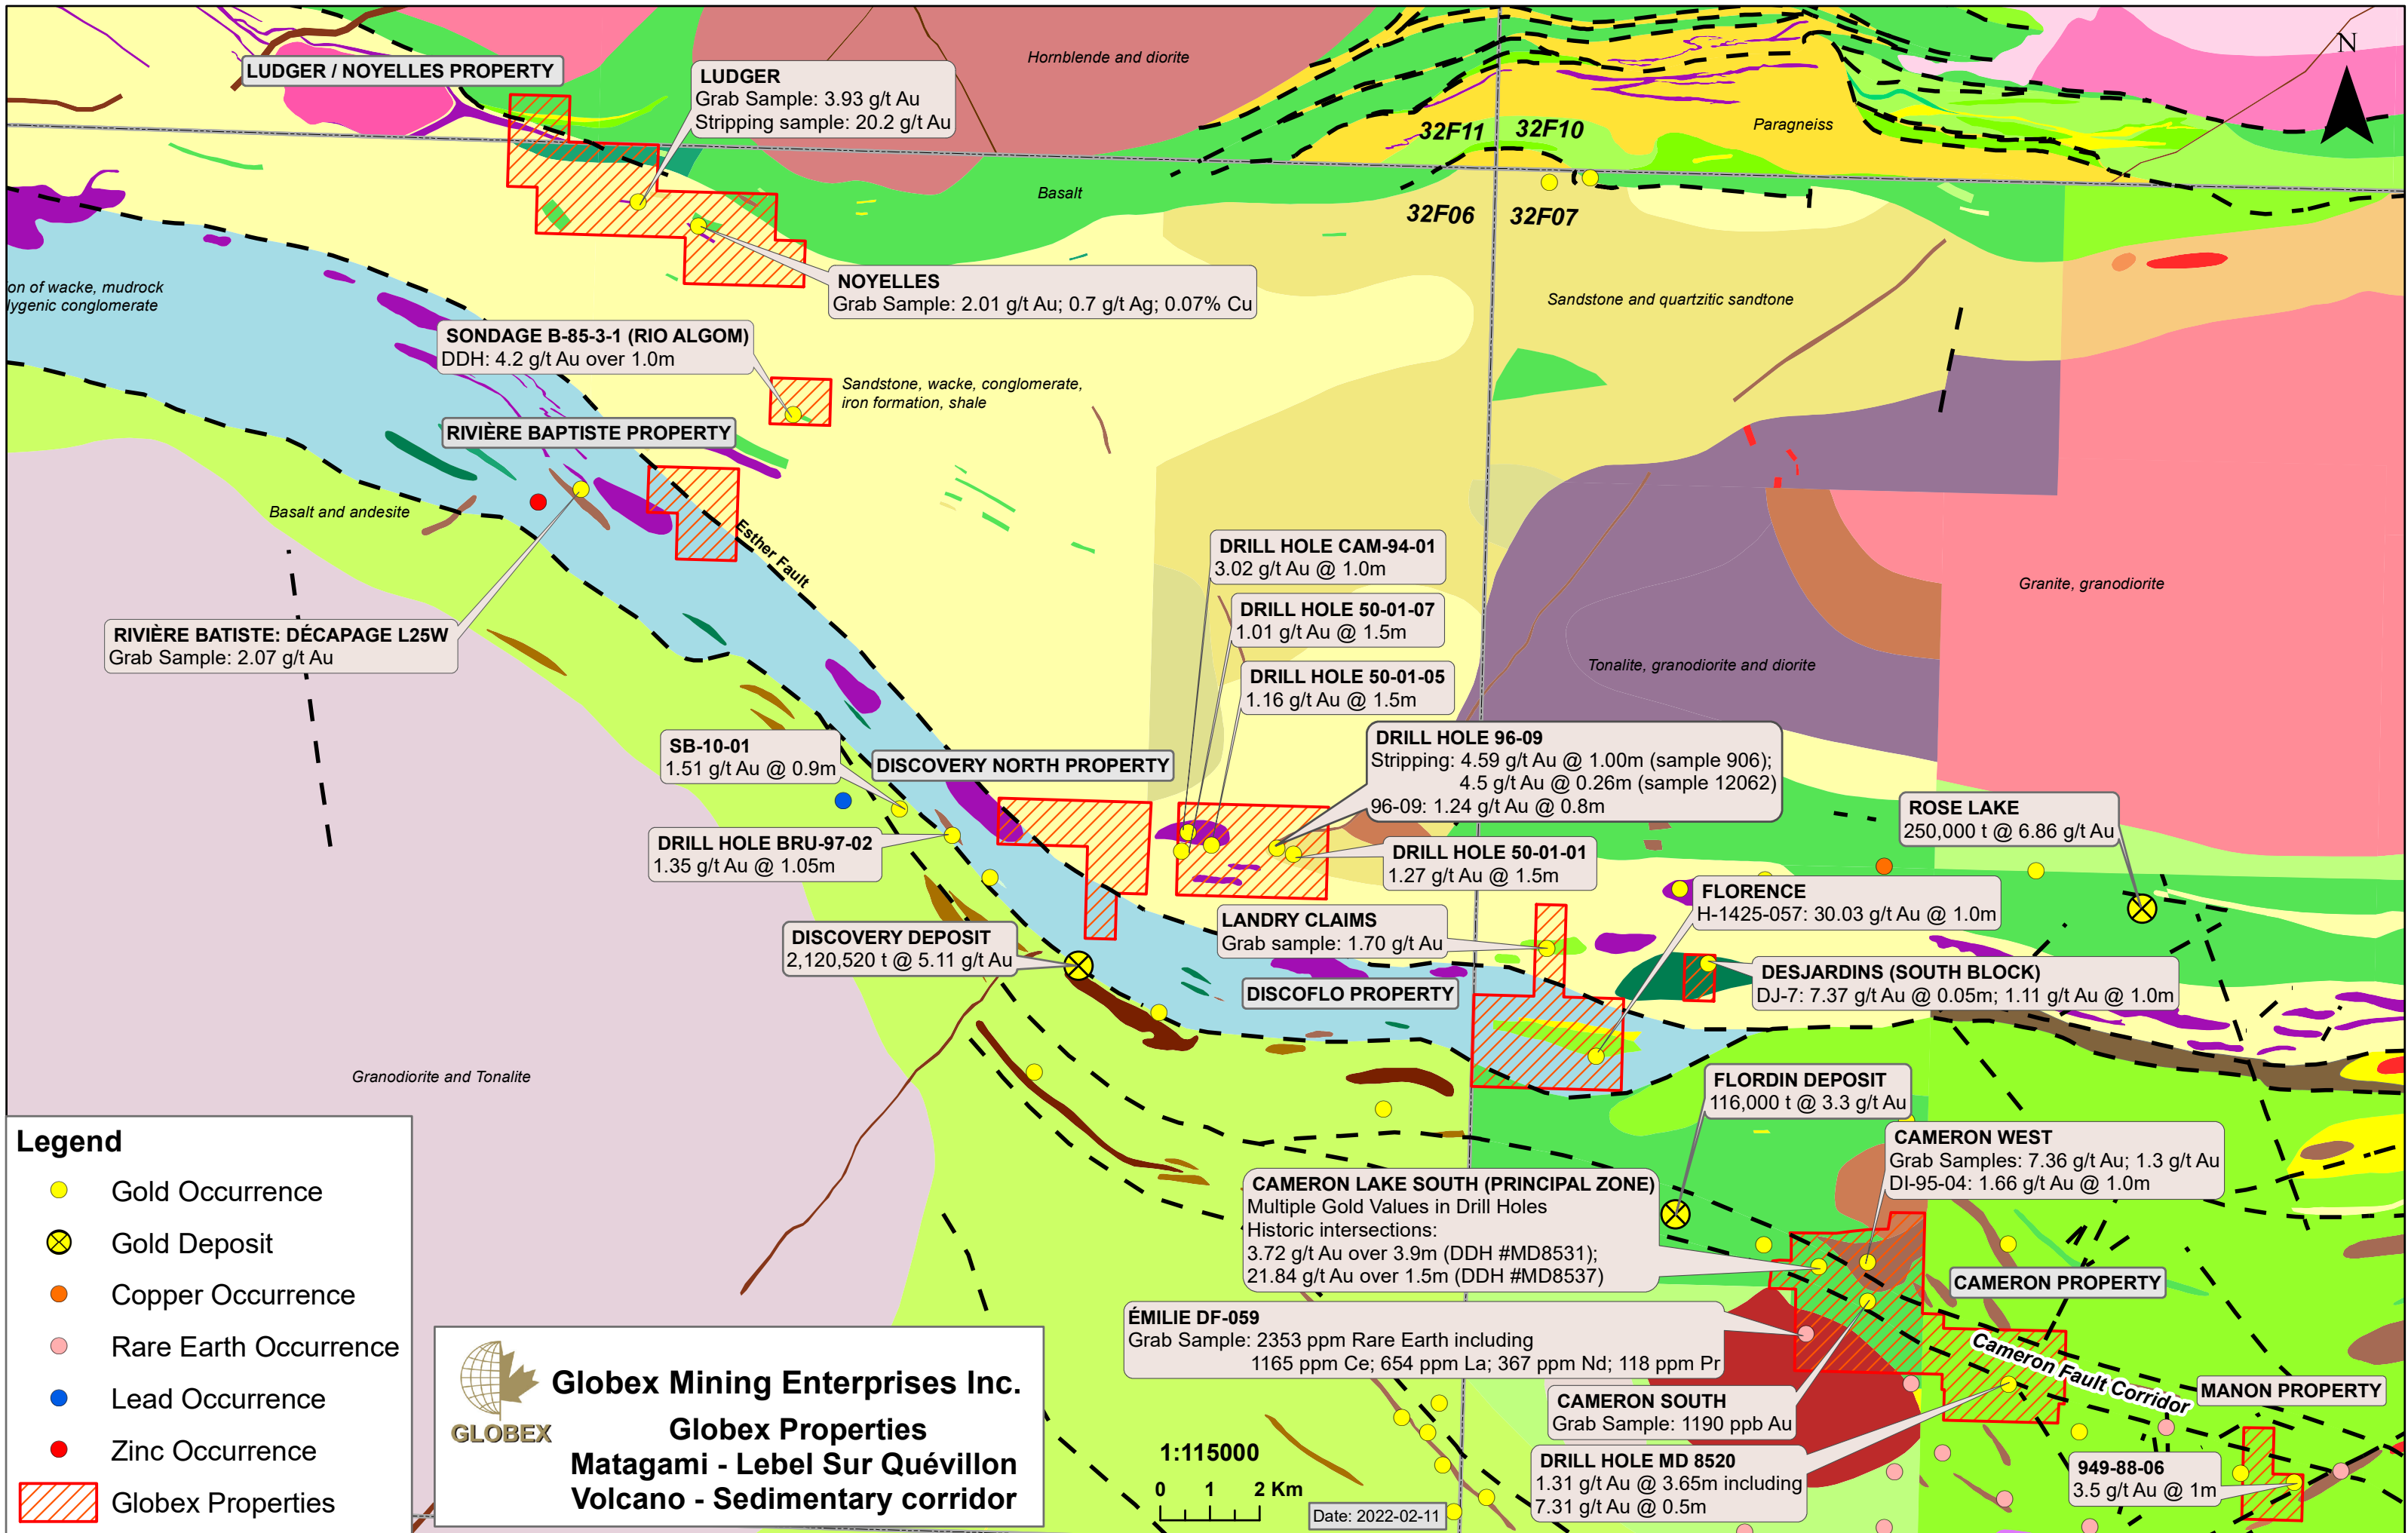 Hornblende and diorite
N
LUDGER / NOYELLES PROPERTY
LUDGER
Grab Sample: 3.93 g/t Au
Stripping sample: 20.2 g/t Au
32F11
32F10
Paragneiss
Basalt
32F06
32F07
on of wacke, mudrock
lygenic conglomerate
NOYELLES
Grab Sample: 2.01 g/t Au; 0.7 g/t Ag; 0.07% Cu
Sandstone and quartzitic sandtone
SONDAGE B-85-3-1 (RIO ALGOM)
DDH: 4.2 g/t Au over 1.0m
Sandstone, wacke, conglomerate,
iron formation, shale
RIVIÈRE BAPTISTE PROPERTY
Basalt and andesite
Esther Fault
DRILL HOLE CAM-94-01
3.02 g/t Au @ 1.0m
Granite, granodiorite
DRILL HOLE 50-01-07
1.01 g/t Au @ 1.5m
RIVIÈRE BATISTE: DÉCAPAGE L25W
Grab Sample: 2.07 g/t Au
Tonalite, granodiorite and diorite
DRILL HOLE 50-01-05
1.16 g/t Au @ 1.5m
SB-10-01
1.51 g/t Au @ 0.9m
DISCOVERY NORTH PROPERTY
DRILL HOLE 96-09
Stripping: 4.59 g/t Au @ 1.00m (sample 906);
4.5 g/t Au @ 0.26m (sample 12062)
96-09: 1.24 g/t Au @ 0.8m
ROSE LAKE
250,000 t @ 6.86 g/t Au
DRILL HOLE BRU-97-02
1.35 g/t Au @ 1.05m
DRILL HOLE 50-01-01
1.27 g/t Au @ 1.5m
FLORENCE
H-1425-057: 30.03 g/t Au @ 1.0m
LANDRY CLAIMS
Grab sample: 1.70 g/t Au
DISCOVERY DEPOSIT
2,120,520 t @ 5.11 g/t Au
DESJARDINS (SOUTH BLOCK)
DJ-7: 7.37 g/t Au @ 0.05m; 1.11 g/t Au @ 1.0m
DISCOFLO PROPERTY
Granodiorite and Tonalite
FLORDIN DEPOSIT
116,000 t @ 3.3 g/t Au
CAMERON WEST
Grab Samples: 7.36 g/t Au; 1.3 g/t Au
DI-95-04: 1.66 g/t Au @ 1.0m
CAMERON LAKE SOUTH (PRINCIPAL ZONE)
Multiple Gold Values in Drill Holes
Historic intersections:
3.72 g/t Au over 3.9m (DDH #MD8531);
21.84 g/t Au over 1.5m (DDH #MD8537)
CAMERON PROPERTY
ÉMILIE DF-059
Grab Sample: 2353 ppm Rare Earth including
1165 ppm Ce; 654 ppm La; 367 ppm Nd; 118 ppm Pr
Cameron Fault Corridor
MANON PROPERTY
CAMERON SOUTH
Grab Sample: 1190 ppb Au
DRILL HOLE MD 8520
1.31 g/t Au @ 3.65m including
7.31 g/t Au @ 0.5m
949-88-06
3.5 g/t Au @ 1m
Legend
Gold Occurrence
Gold Deposit
Copper Occurrence
Rare Earth Occurrence
Lead Occurrence
Zinc Occurrence
Globex Properties
GLOBEX
Globex Mining Enterprises Inc.
Globex Properties
Matagami - Lebel Sur Quévillon
Volcano - Sedimentary corridor
1:115000
0 1 2 Km
Date: 2022-02-11